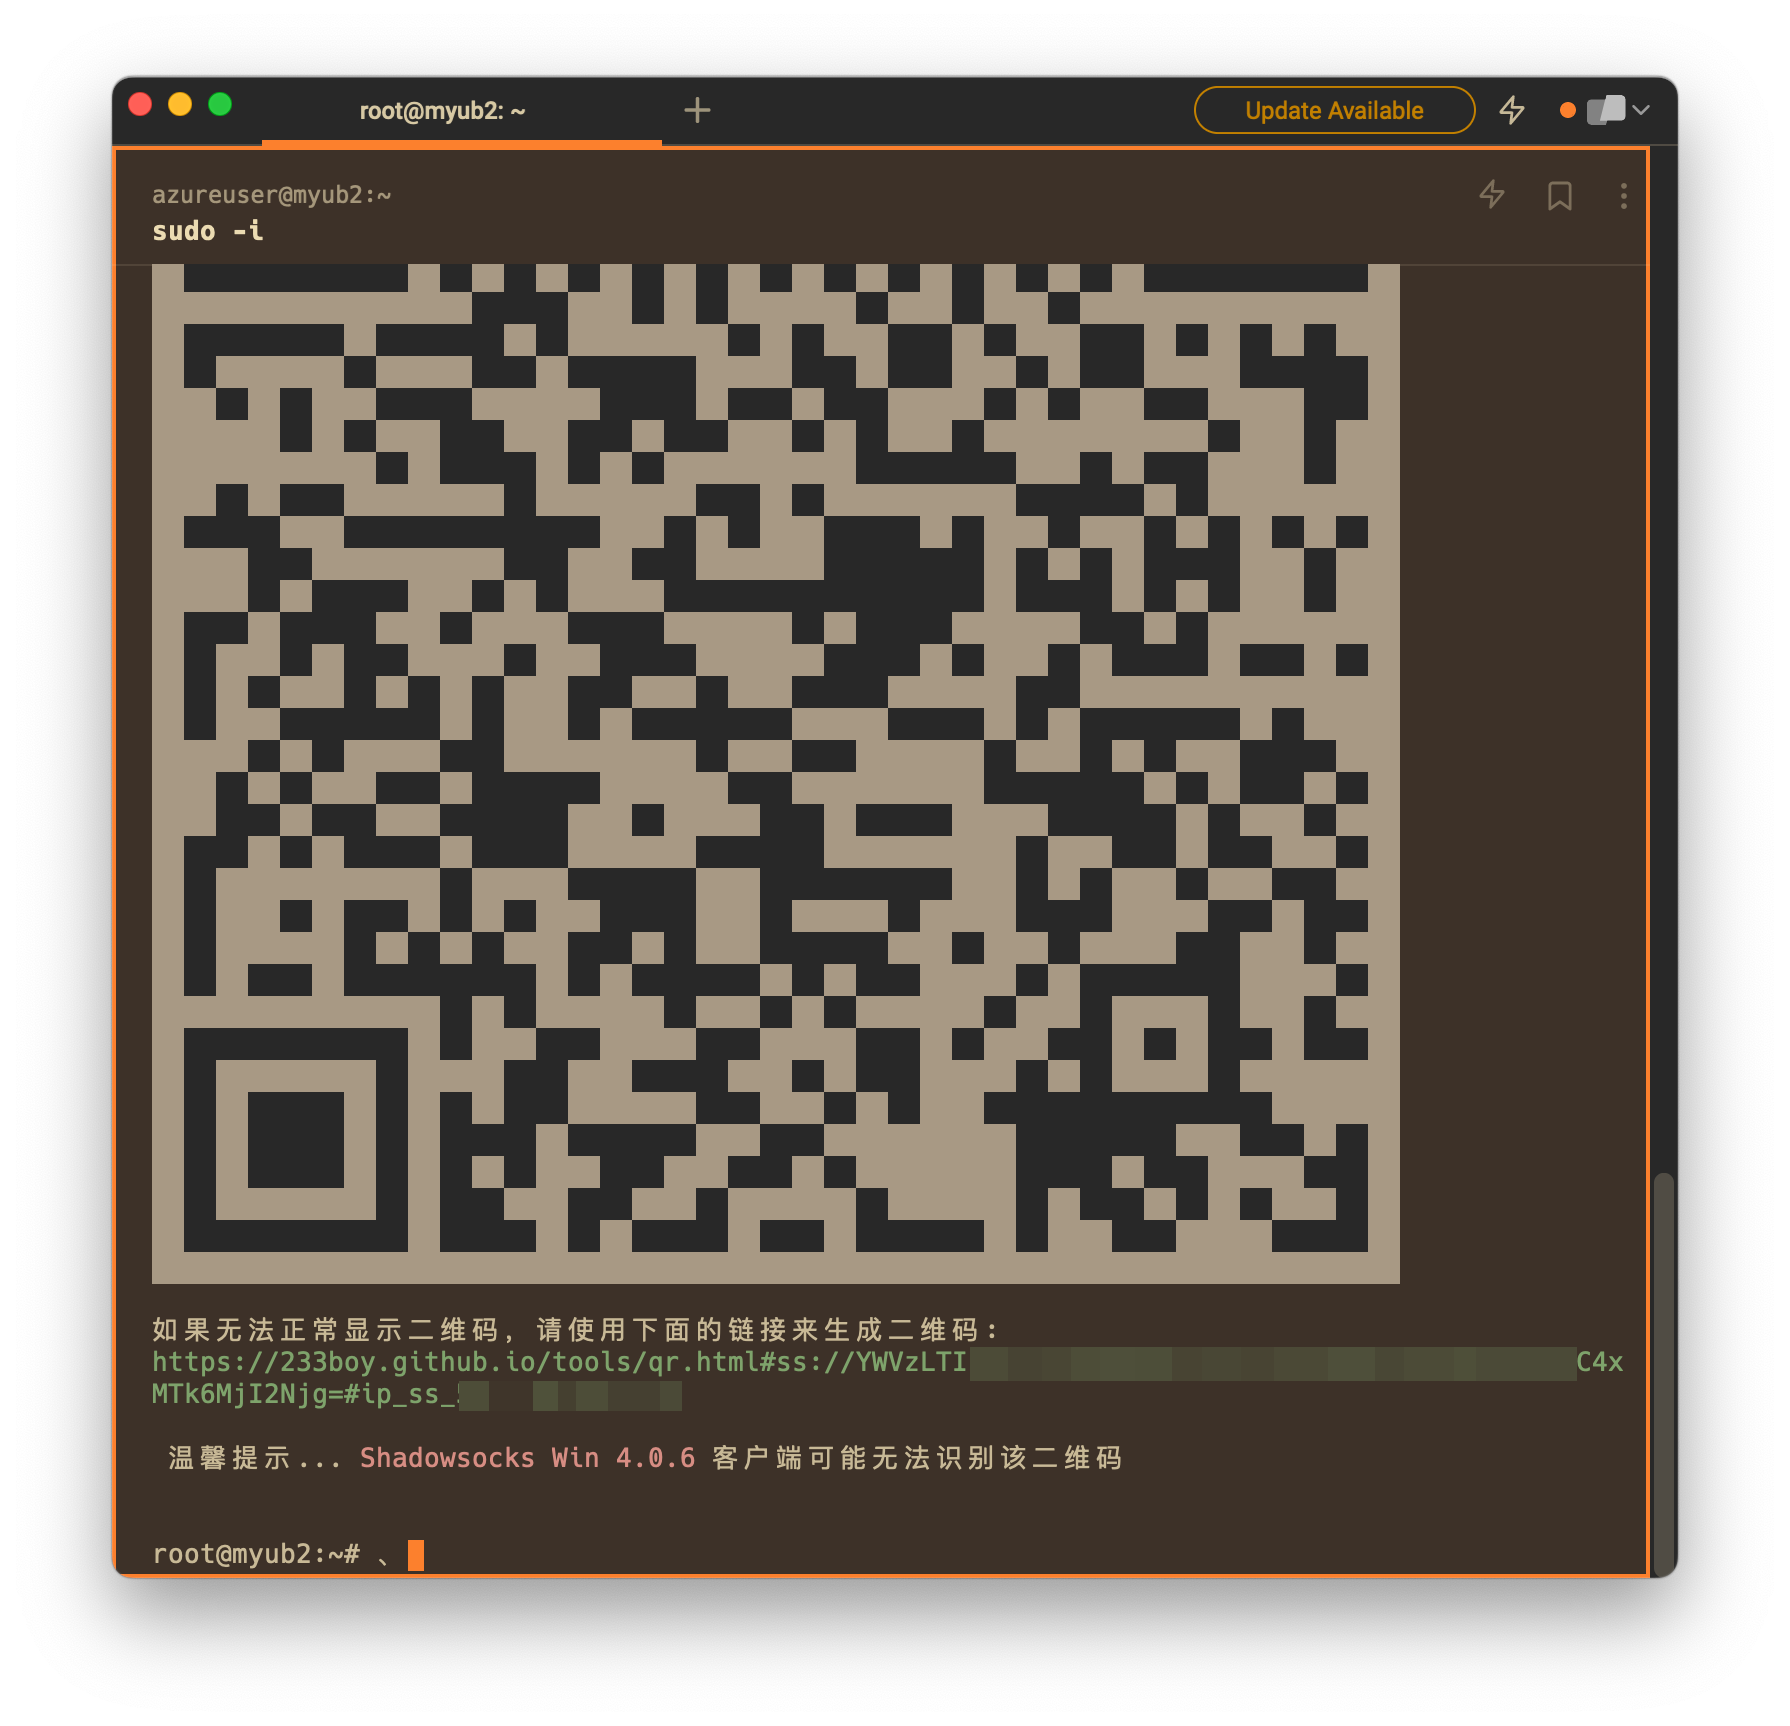 root@myub2: ~
Update Available
azureuser@myub2:~
sudo -i
如果无法正常显示二维码，请使用下面的链接来生成二维码：
https://233boy.github.io/tools/qr.html#ss://YWVzLTI C4x
MTk6MjI2Njg=#ip_ss_
温馨提示... Shadowsocks Win 4.0.6 客户端可能无法识别该二维码
root@myub2:~# 、